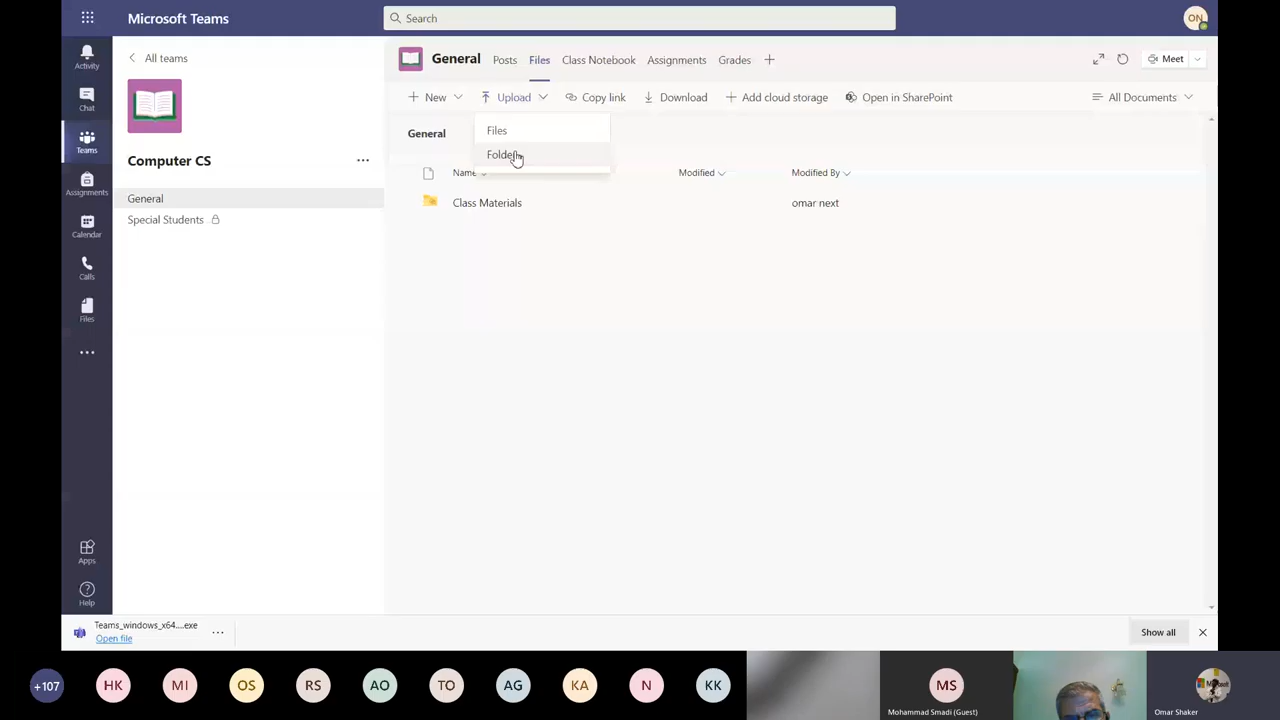 Microsoft Teams
Search
ON
Activity
Chat
Teams
Assignments
Calendar
Calls
Files
Apps
Help
All teams
Computer CS
General
Special Students
General
Posts
Files
Class Notebook
Assignments
Grades
Meet
New
Upload
Copy link
Download
Add cloud storage
Open in SharePoint
All Documents
Files
Folder
General
Name
Modified
Modified By
Class Materials
omar next
Teams_windows_x64....exe
Open file
Show all
+107
HK
MI
OS
RS
AO
TO
AG
KA
N
KK
MS
Mohammad Smadi (Guest)
Omar Shaker